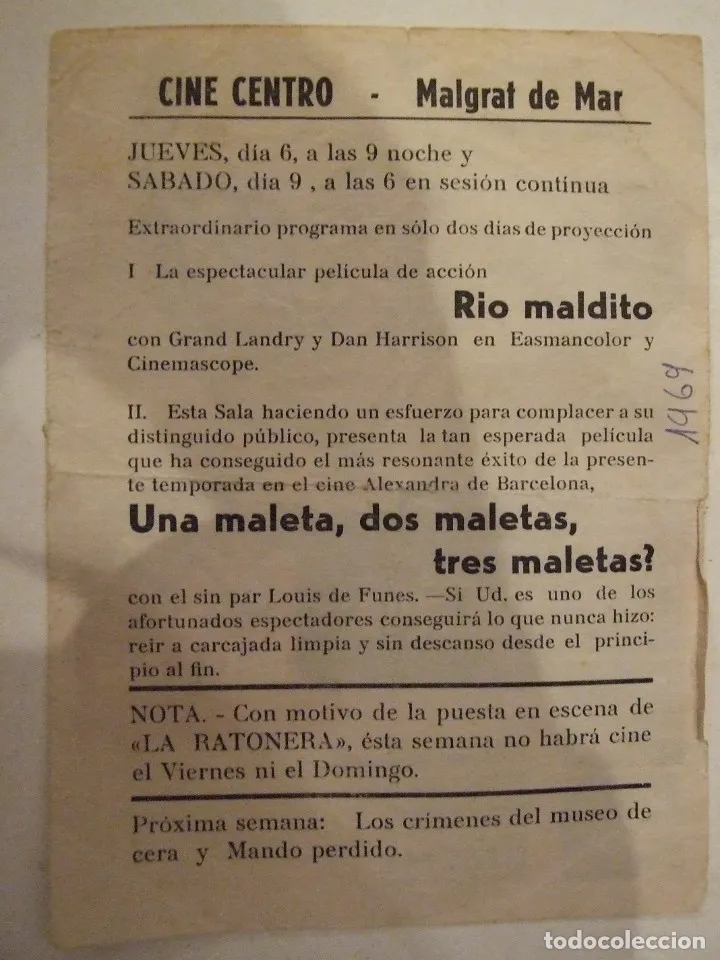 CINE CENTRO - Malgrat de Mar
JUEVES, día 6, a las 9 noche y
SABADO, día 9 , a las 6 en sesión contínua
Extraordinario programa en sólo dos días de proyección
I La espectacular película de acción
Rio maldito
con Grand Landry y Dan Harrison en Easmancolor y
Cinemascope.
II. Esta Sala haciendo un esfuerzo para complacer a su
distinguido público, presenta la tan esperada película
que ha conseguido el más resonante éxito de la presen-
te temporada en el cine Alexandra de Barcelona,
Una maleta, dos maletas,
tres maletas?
con el sin par Louis de Funes. —Si Ud. es uno de los
afortunados espectadores conseguirá lo que nunca hizo:
reir a carcajada limpia y sin descanso desde el princi-
pio al fin.
NOTA. - Con motivo de la puesta en escena de
«LA RATONERA», ésta semana no habrá cine
el Viernes ni el Domingo.
Próxima semana: Los crímenes del museo de
cera y Mando perdido.
1969
todocoleccion